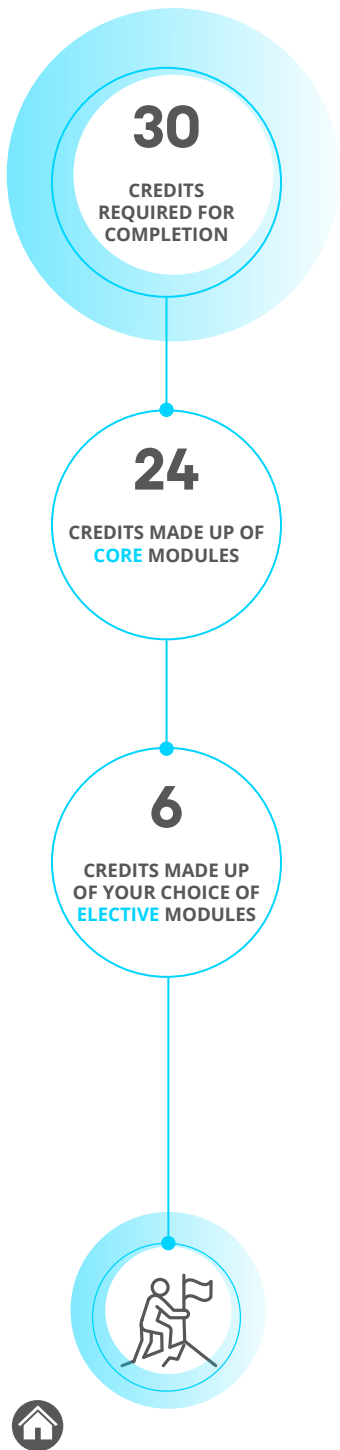 30
CREDITS
REQUIRED FOR
COMPLETION
24
CREDITS MADE UP OF
CORE MODULES
6
CREDITS MADE UP
OF YOUR CHOICE OF
ELECTIVE MODULES